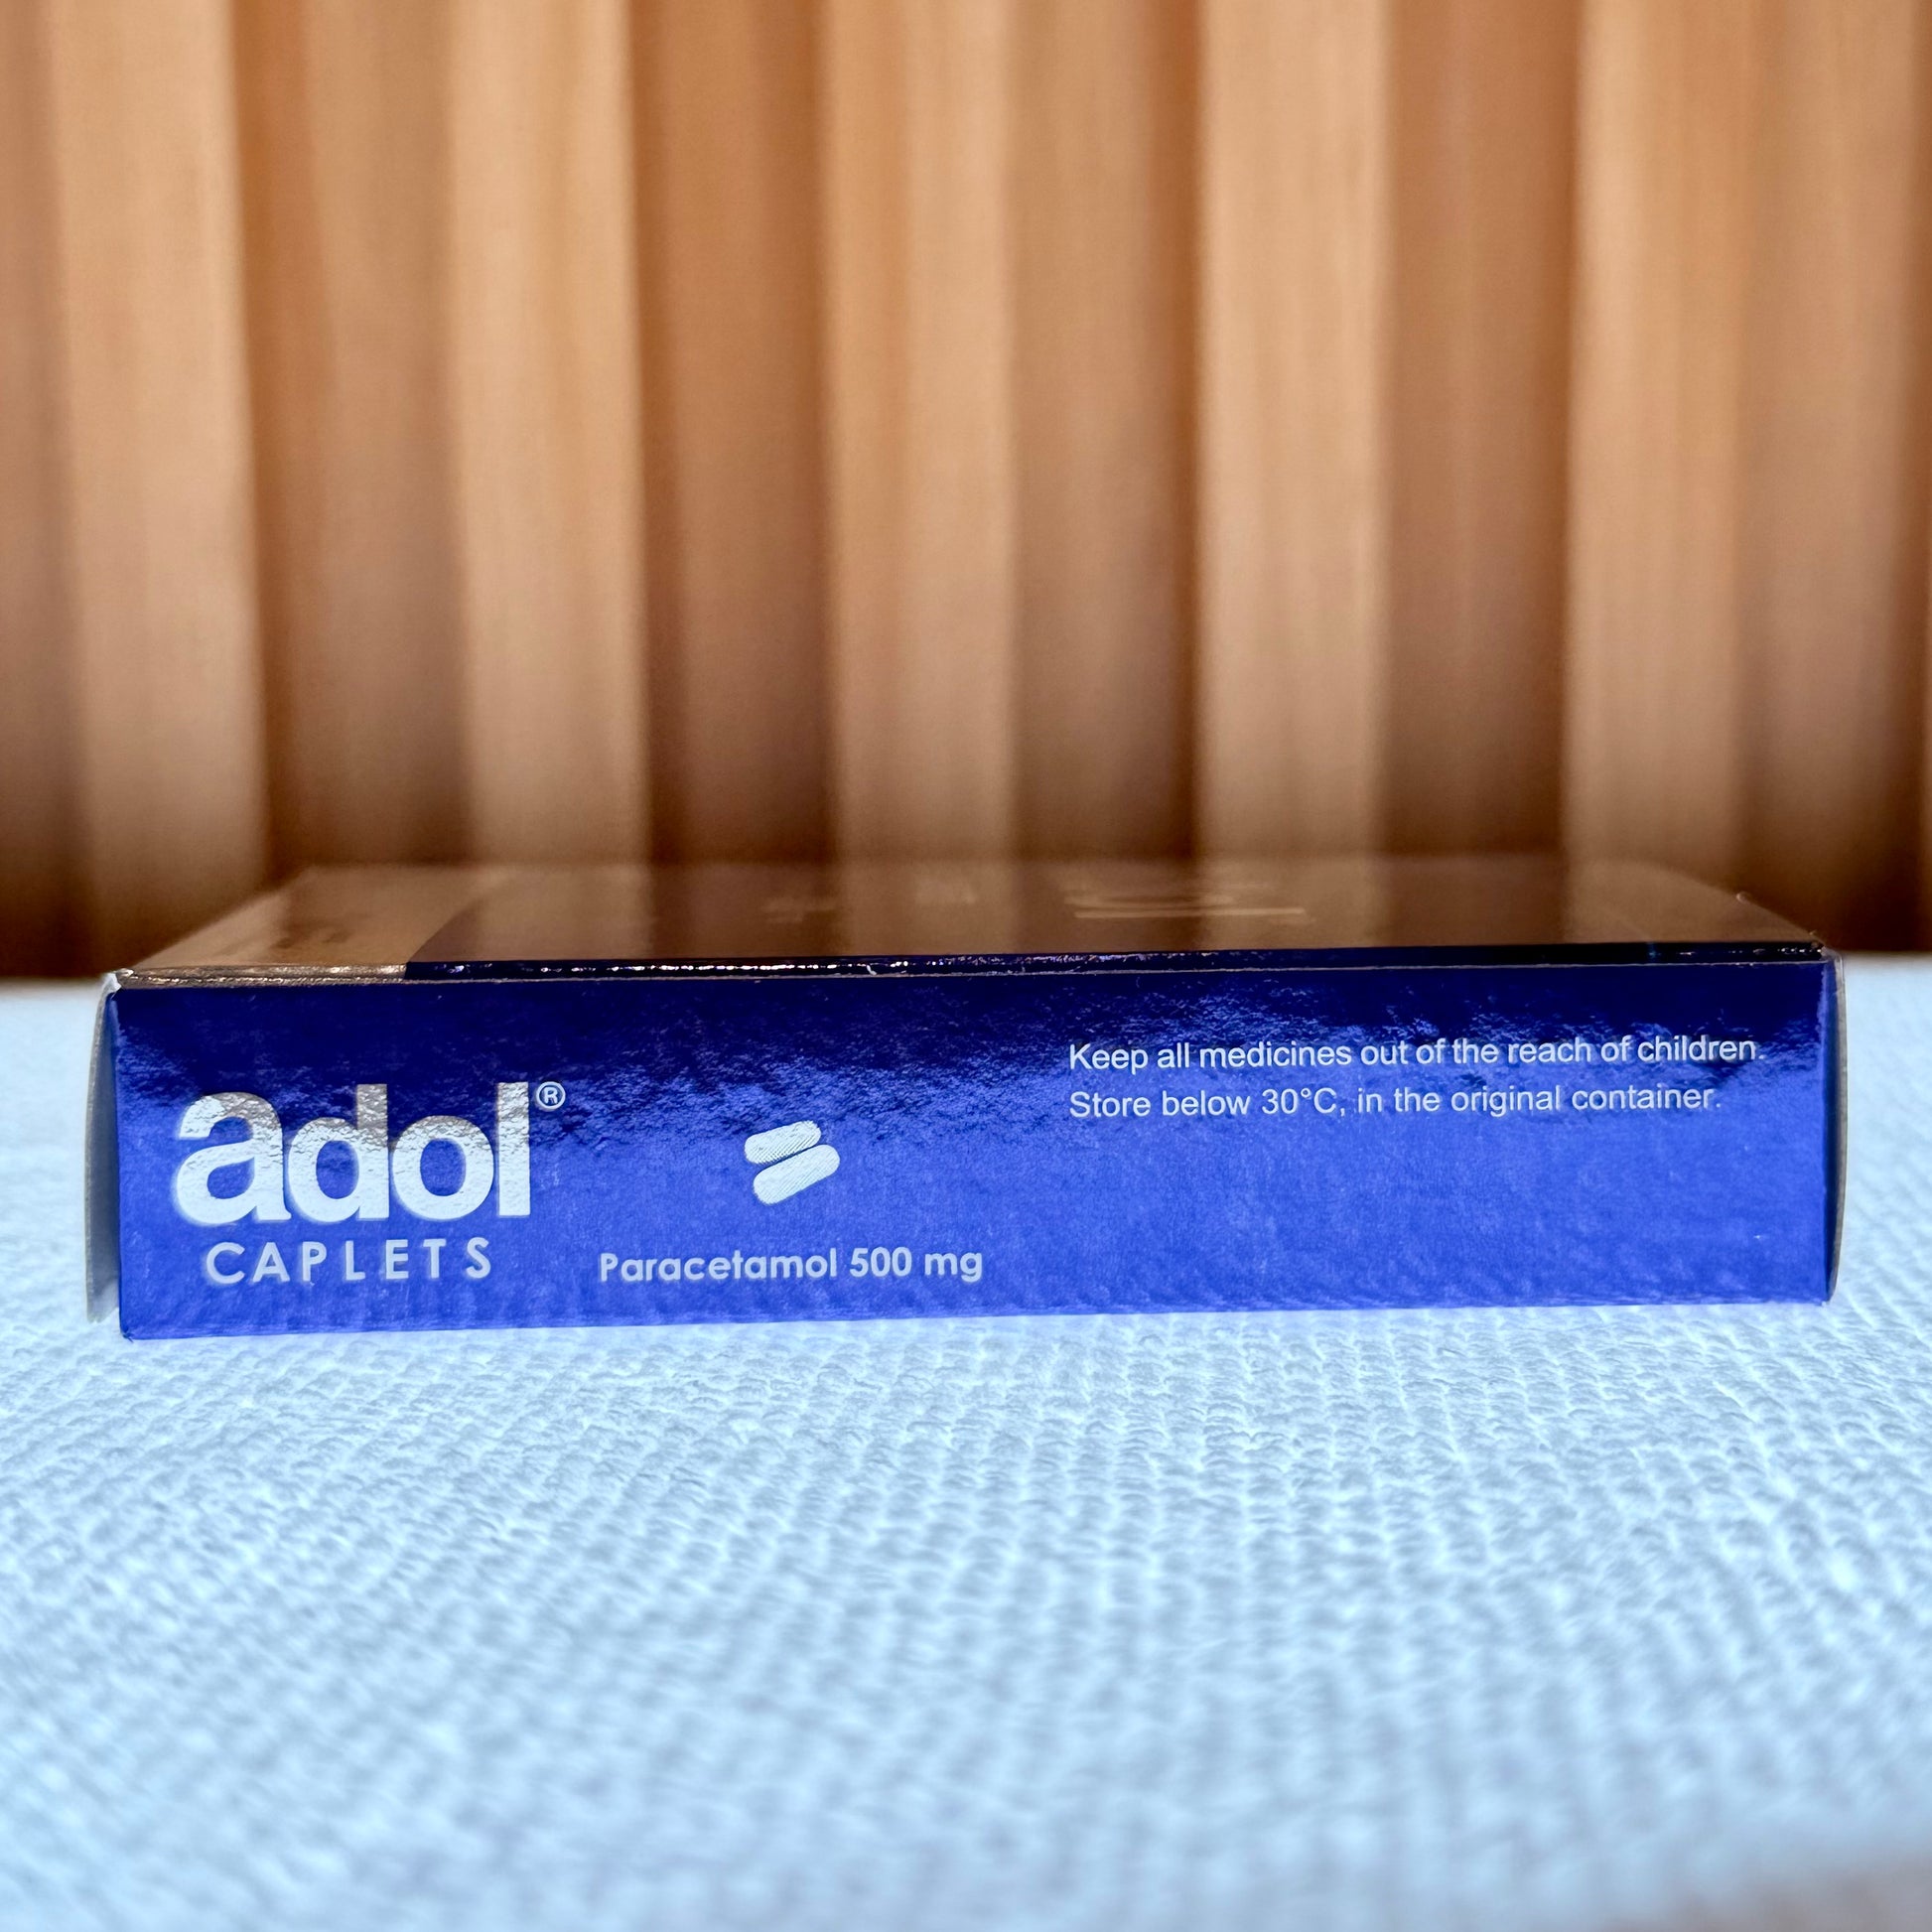 adol®
CAPLETS
Paracetamol 500 mg
Keep all medicines out of the reach of children.
Store below 30°C, in the original container.